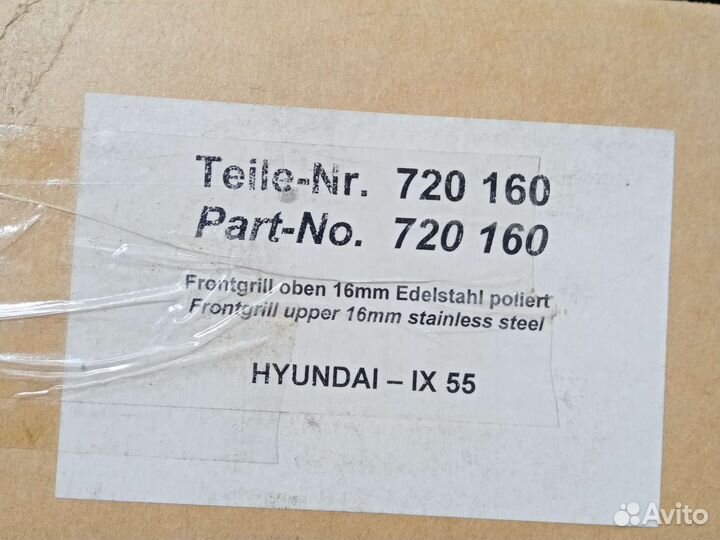 Teile-Nr. 720 160
Part-No. 720 160
Frontgrill oben 16mm Edelstahl poliert
Frontgrill upper 16mm stainless steel
HYUNDAI – IX 55
Avito